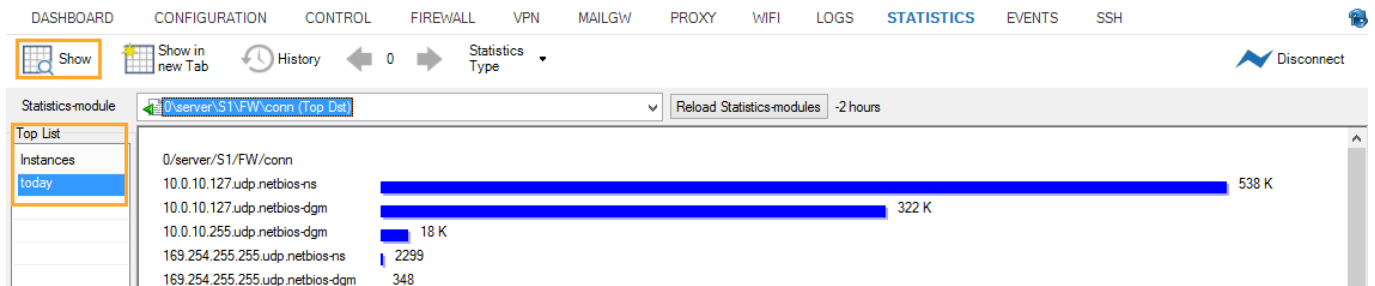 DASHBOARD CONFIGURATION CONTROL FIREWALL VPN MAILGW PROXY WIFI LOGS STATISTICS EVENTS SSH
Show Show in new Tab History 0 Statistics Type Disconnect
Statistics-module 0\server\S1\FW\conn (Top Dst) Reload Statistics-modules -2 hours
Top List
Instances 0/server/S1/FW/conn
today 10.0.10.127.udp.netbios-ns 538 K
10.0.10.127.udp.netbios-dgm 322 K
10.0.10.255.udp.netbios-dgm 18 K
169.254.255.255.udp.netbios-ns 2299
169.254.255.255.udp.netbios-dgm 348